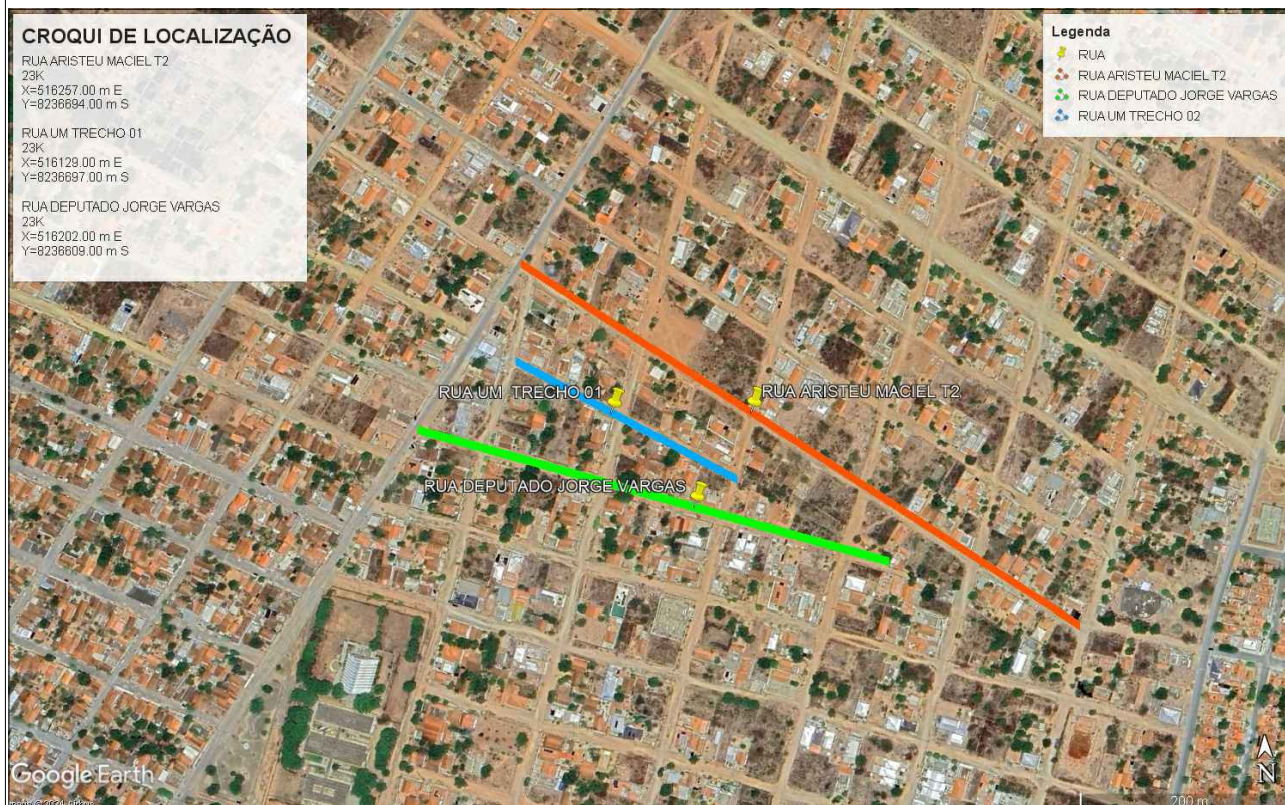 CROQUI DE LOCALIZAÇÃO
RUA ARISTEU MACIEL T2
23K
X=516257.00 m E
Y=8236694.00 m S
RUA UM TRECHO 01
23K
X=516129.00 m E
Y=8236697.00 m S
RUA DEPUTADO JORGE VARGAS
23K
X=516202.00 m E
Y=8236609.00 m S
Legenda
RUA
RUA ARISTEU MACIEL T2
RUA DEPUTADO JORGE VARGAS
RUA UM TRECHO 02
RUA UM TRECHO 01
RUA ARISTEU MACIEL T2
RUA DEPUTADO JORGE VARGAS
Google Earth
N
200 m